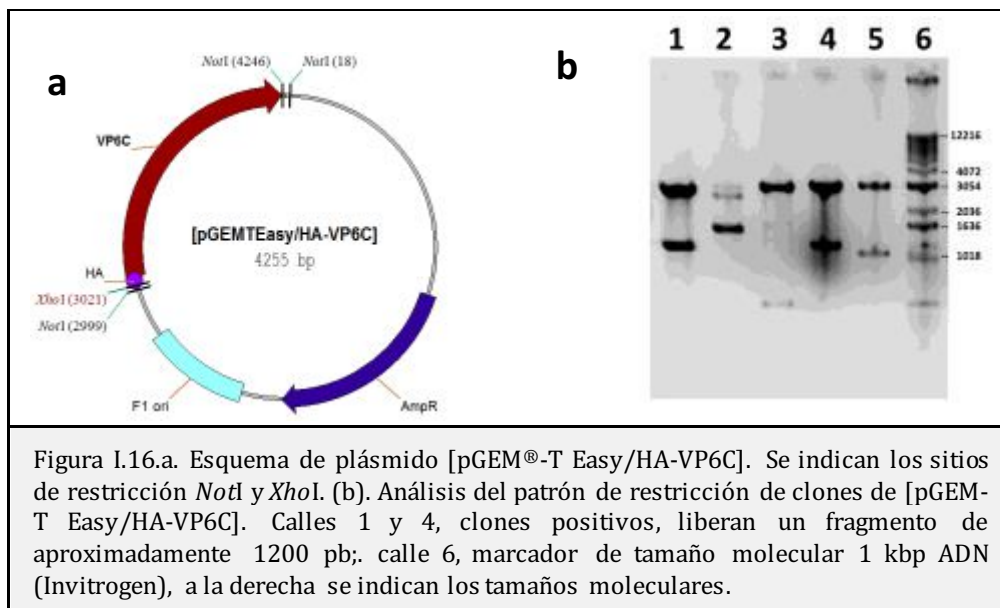 a
NotI (4246)
NotI (18)
VP6C
[pGEMTEasy/HA-VP6C]
4255 bp
HA
XhoI (3021)
NotI (2999)
F1 ori
AmpR
b
1 2 3 4 5 6
12216
4072
3054
2036
1636
1018
Figura I.16.a. Esquema de plásmido [pGEM®-T Easy/HA-VP6C]. Se indican los sitios
de restricción NotI y XhoI. (b). Análisis del patrón de restricción de clones de [pGEM-
T Easy/HA-VP6C]. Calles 1 y 4, clones positivos, liberan un fragmento de
aproximadamente 1200 pb;. calle 6, marcador de tamaño molecular 1 kbp ADN
(Invitrogen), a la derecha se indican los tamaños moleculares.